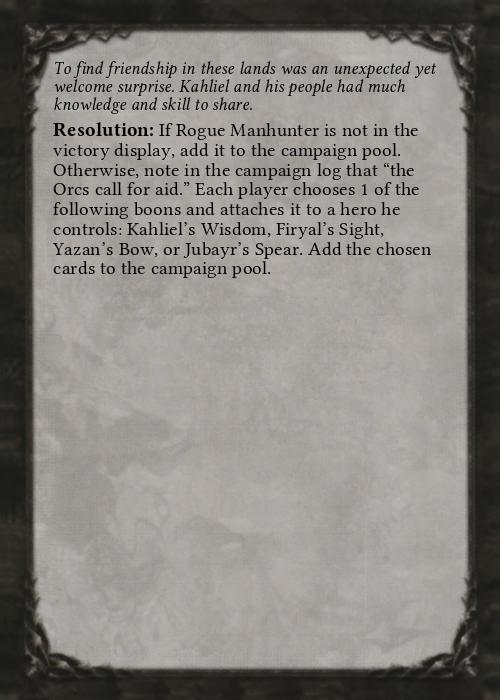 To find friendship in these lands was an unexpected yet
welcome surprise. Kahliel and his people had much
knowledge and skill to share.
Resolution: If Rogue Manhunter is not in the
victory display, add it to the campaign pool.
Otherwise, note in the campaign log that “the
Orcs call for aid.” Each player chooses 1 of the
following boons and attaches it to a hero he
controls: Kahliel’s Wisdom, Firyal’s Sight,
Yazan’s Bow, or Jubayr’s Spear. Add the chosen
cards to the campaign pool.